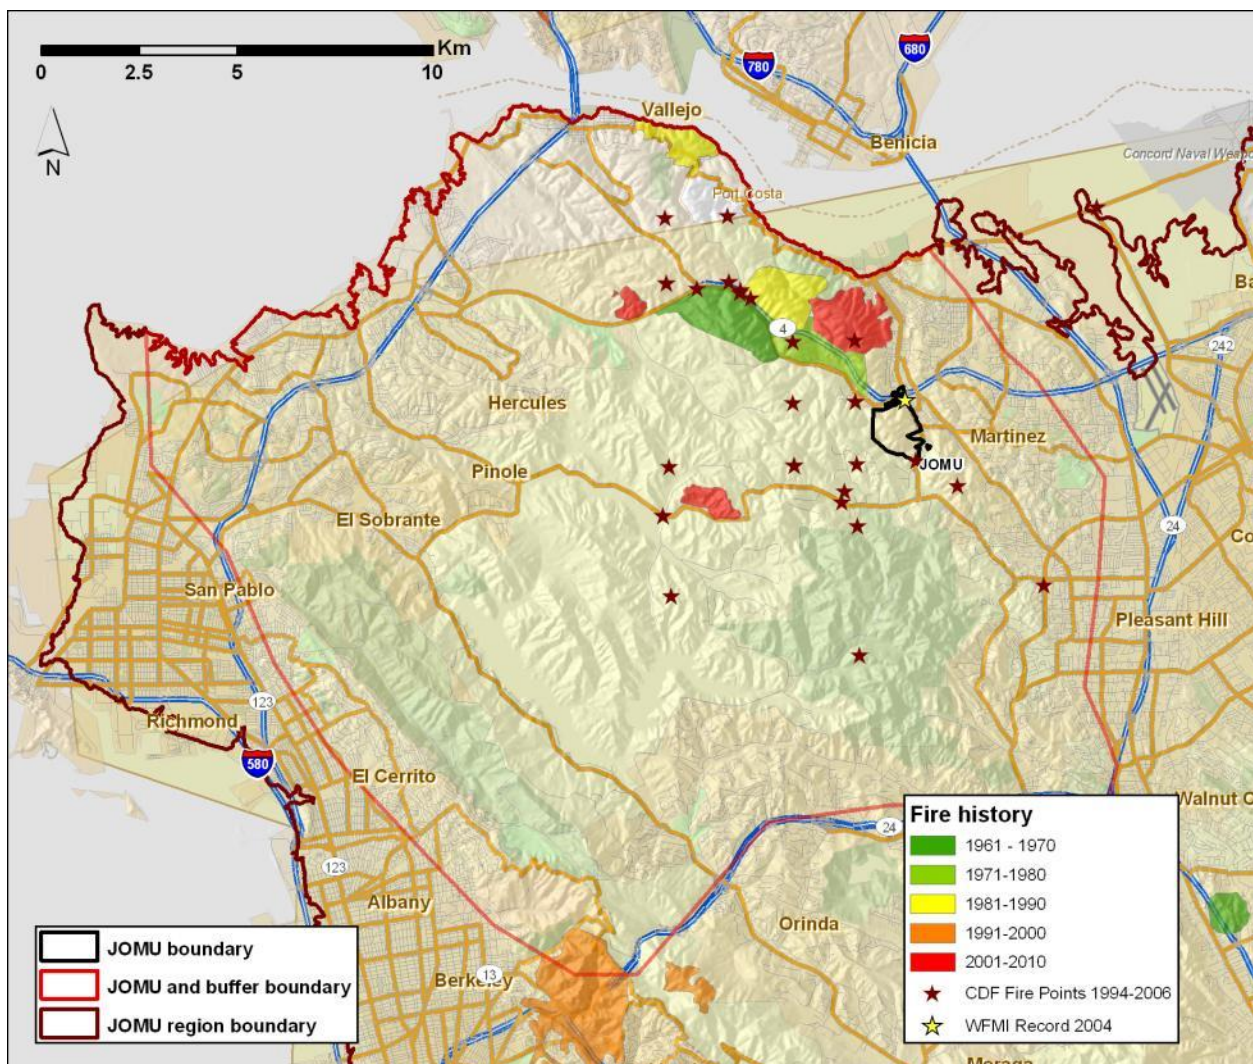 Km
0 2.5 5 10
N
680
780
Vallejo
Benicia
Concord Naval Weapo
Port Costa
Ba
4
242
Hercules
Martinez
JOMU
Pinole
El Sobrante
24
Co
San Pablo
Pleasant Hill
123
Richmond
580
El Cerrito
Walnut C
24
123
Albany
Orinda
13
Berkeley
Moraga
Fire history
1961 - 1970
1971-1980
1981-1990
1991-2000
2001-2010
CDF Fire Points 1994-2006
WFMI Record 2004
JOMU boundary
JOMU and buffer boundary
JOMU region boundary